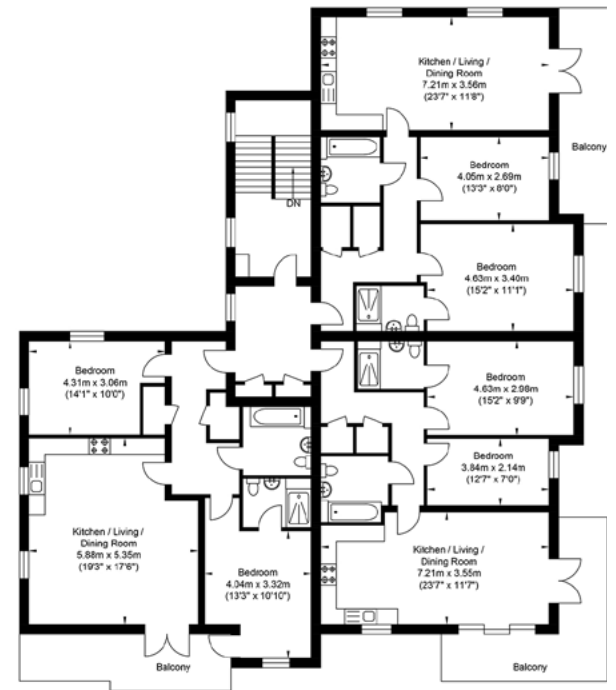 Kitchen / Living /
Dining Room
7.21m x 3.56m
(23'7" x 11'8")
Balcony
Bedroom
4.05m x 2.69m
(13'3" x 8'0")
DN
Bedroom
4.63m x 3.40m
(15'2" x 11'1")
Bedroom
4.31m x 3.06m
(14'1" x 10'0")
Bedroom
4.63m x 2.98m
(15'2" x 9'9")
Bedroom
3.84m x 2.14m
(12'7" x 7'0")
Kitchen / Living /
Dining Room
5.88m x 5.35m
(19'3" x 17'6")
Bedroom
4.04m x 3.32m
(13'3" x 10'10")
Kitchen / Living /
Dining Room
7.21m x 3.55m
(23'7" x 11'7")
Balcony
Balcony